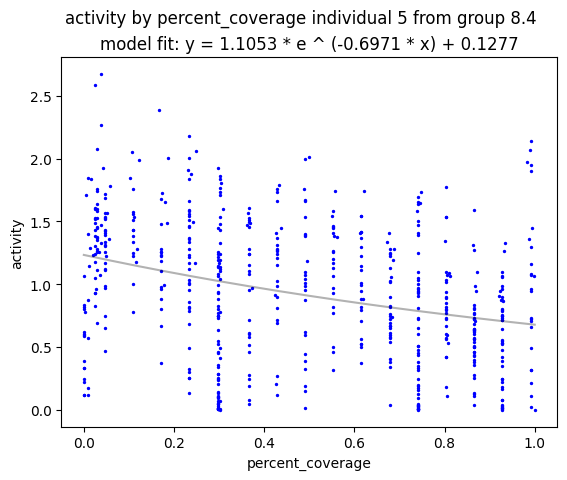 activity by percent_coverage individual 5 from group 8.4
model fit: y = 1.1053 * e ^ (-0.6971 * x) + 0.1277
2.5
2.0
1.5
1.0
0.5
0.0
activity
0.0 0.2 0.4 0.6 0.8 1.0
percent_coverage